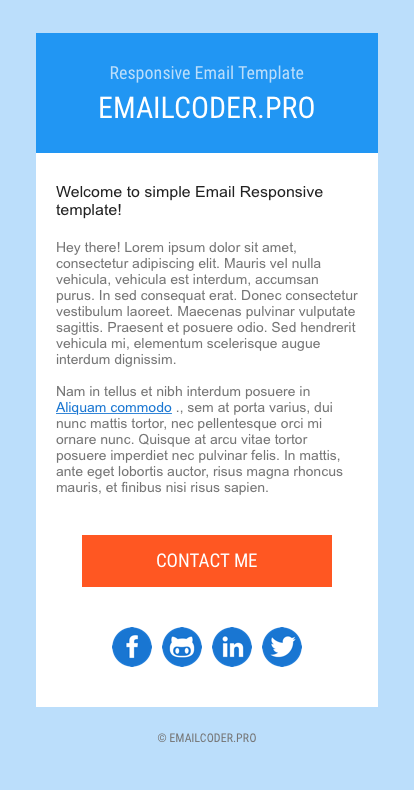 Responsive Email Template
EMAILCODER.PRO
Welcome to simple Email Responsive
template!
Hey there! Lorem ipsum dolor sit amet,
consectetur adipiscing elit. Mauris vel nulla
vehicula, vehicula est interdum, accumsan
purus. In sed consequat erat. Donec consectetur
vestibulum laoreet. Maecenas pulvinar vulputate
sagittis. Praesent et posuere odio. Sed hendrerit
vehicula mi, elementum scelerisque augue
interdum dignissim.
Nam in tellus et nibh interdum posuere in
Aliquam commodo ., sem at porta varius, dui
nunc mattis tortor, nec pellentesque orci mi
ornare nunc. Quisque at arcu vitae tortor
posuere imperdiet nec pulvinar felis. In mattis,
ante eget lobortis auctor, risus magna rhoncus
mauris, et finibus nisi risus sapien.
CONTACT ME
f in
© EMAILCODER.PRO